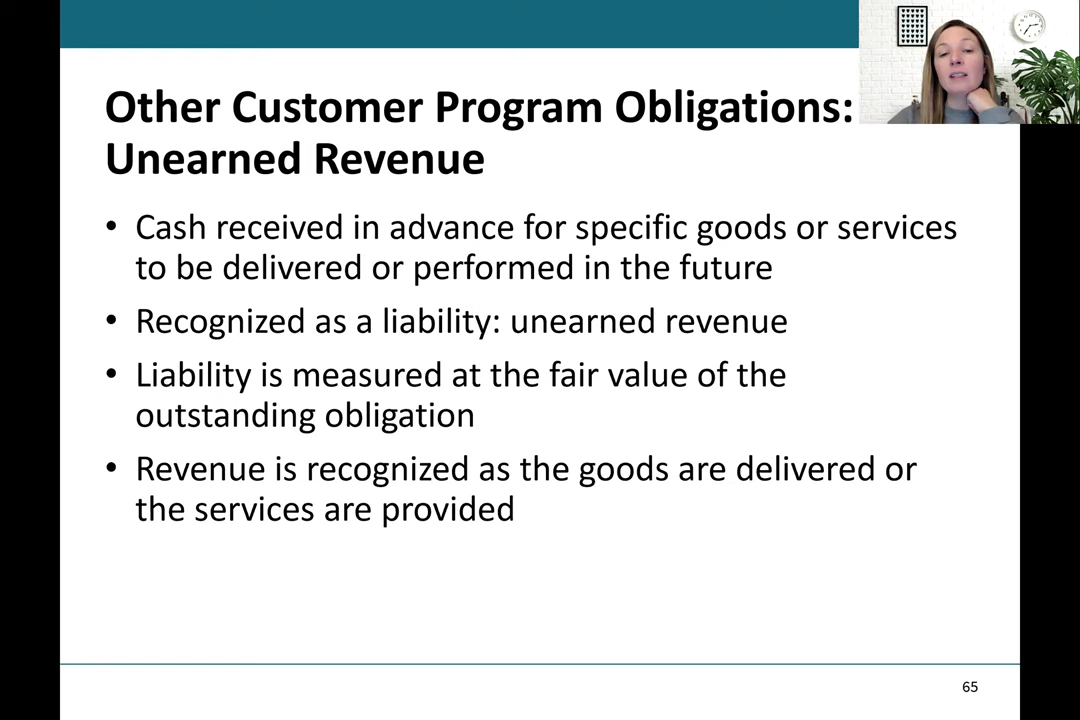 Other Customer Program Obligations:
Unearned Revenue
• Cash received in advance for specific goods or services
to be delivered or performed in the future
• Recognized as a liability: unearned revenue
• Liability is measured at the fair value of the
outstanding obligation
• Revenue is recognized as the goods are delivered or
the services are provided
65